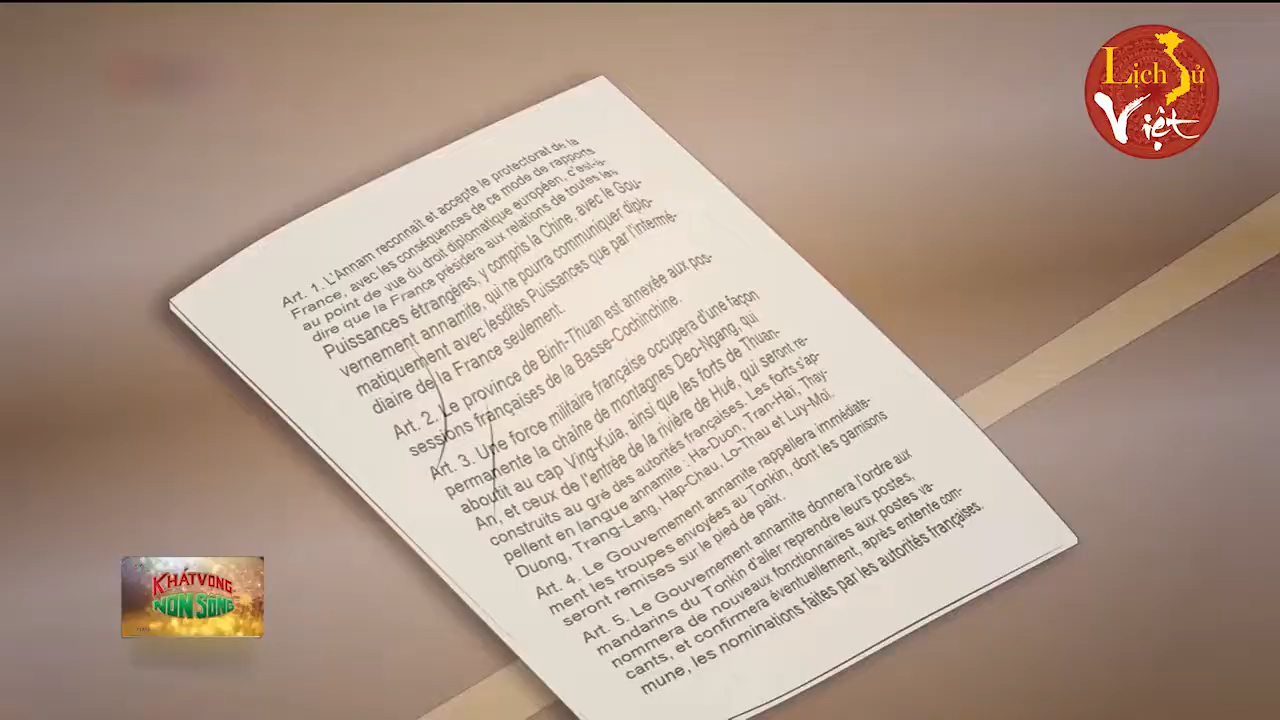 Lịch Sử
Việt
Art. 1. L'Annam reconnaît et accepte le protectorat de la
France, avec les conséquences de ce mode de rapports
au point de vue du droit diplomatique européen, c'est-à-
dire que la France présidera aux relations de toutes les
Puissances étrangères, y compris la Chine, avec le Gou-
vernement annamite, qui ne pourra communiquer diplo-
matiquement avec lesdites Puissances que par l'intermé-
diaire de la France seulement.
Art. 2. Le province de Binh-Thuan est annexée aux pos-
sessions françaises de la Basse-Cochinchine.
Art. 3. Une force militaire française occupera d'une façon
permanente la chaîne de montagnes Deo-Ngang, qui
aboutit au cap Ving-Kuia, ainsi que les forts de Thuan-
An, et ceux de l'entrée de la rivière de Hué, qui seront re-
construits au gré des autorités françaises. Les forts s'ap-
pellent en langue annamite : Ha-Duon, Tran-Haï, Thay-
Duong, Trang-Lang, Hap-Chau, Lo-Thau et Luy-Moï.
Art. 4. Le Gouvernement annamite rappellera immédiate-
ment les troupes envoyées au Tonkin, dont les garnisons
seront remises sur le pied de paix.
Art. 5. Le Gouvernement annamite donnera l'ordre aux
mandarins du Tonkin d'aller reprendre leurs postes,
nommera de nouveaux fonctionnaires aux postes va-
cants, et confirmera éventuellement, après entente com-
mune, les nominations faites par les autorités françaises.
KHÁT VỌNG
NON SÔNG